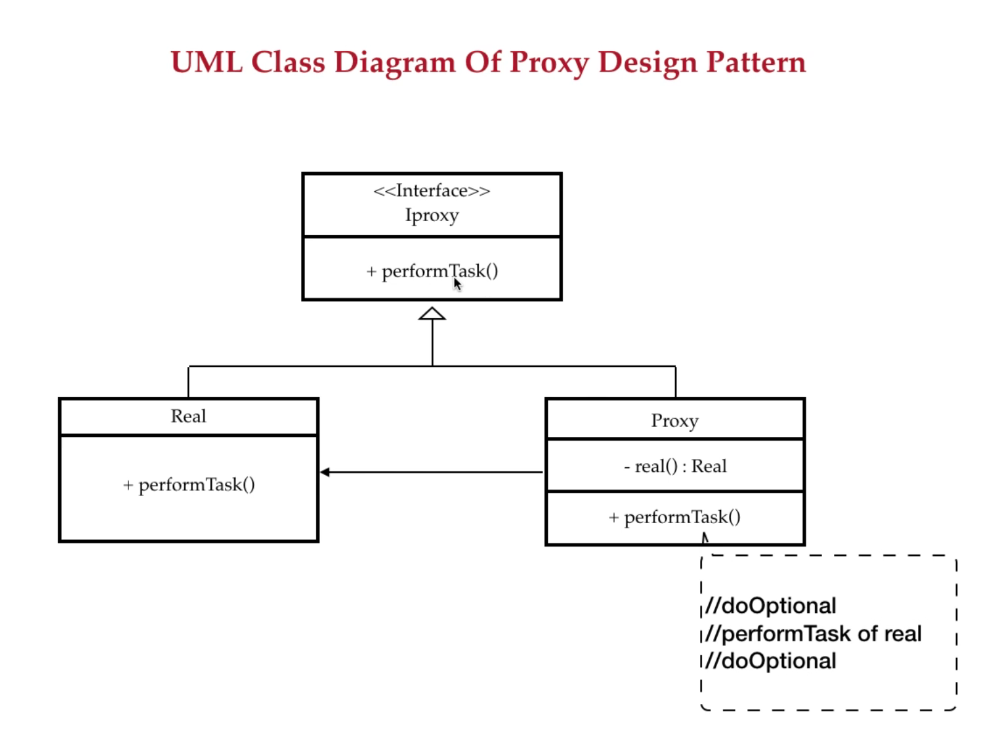 UML Class Diagram Of Proxy Design Pattern
<<Interface>>
Iproxy
+ performTask()
Real
+ performTask()
Proxy
- real() : Real
+ performTask()
//doOptional
//performTask of real
//doOptional